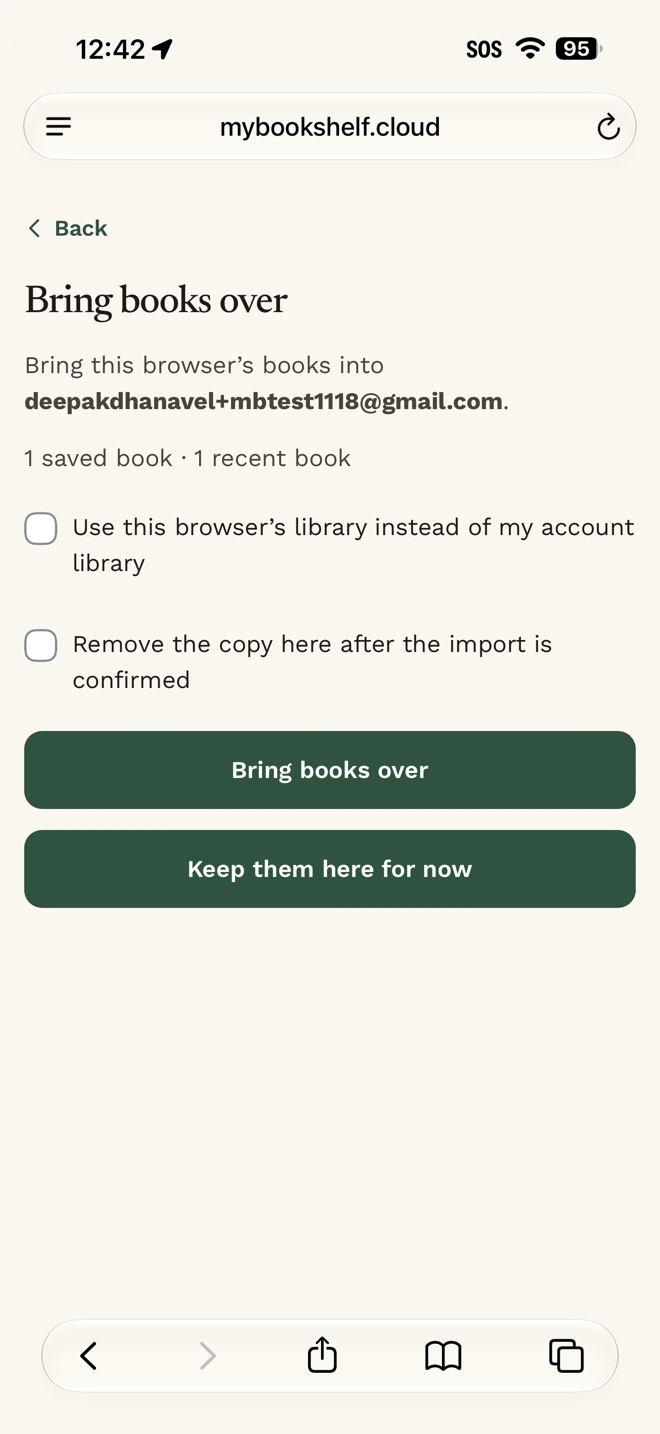 12:42
SOS
95
mybookshelf.cloud
Back
Bring books over
Bring this browser’s books into
deepakdhanavel+mbtest1118@gmail.com.
1 saved book · 1 recent book
Use this browser’s library instead of my account
library
Remove the copy here after the import is
confirmed
Bring books over
Keep them here for now